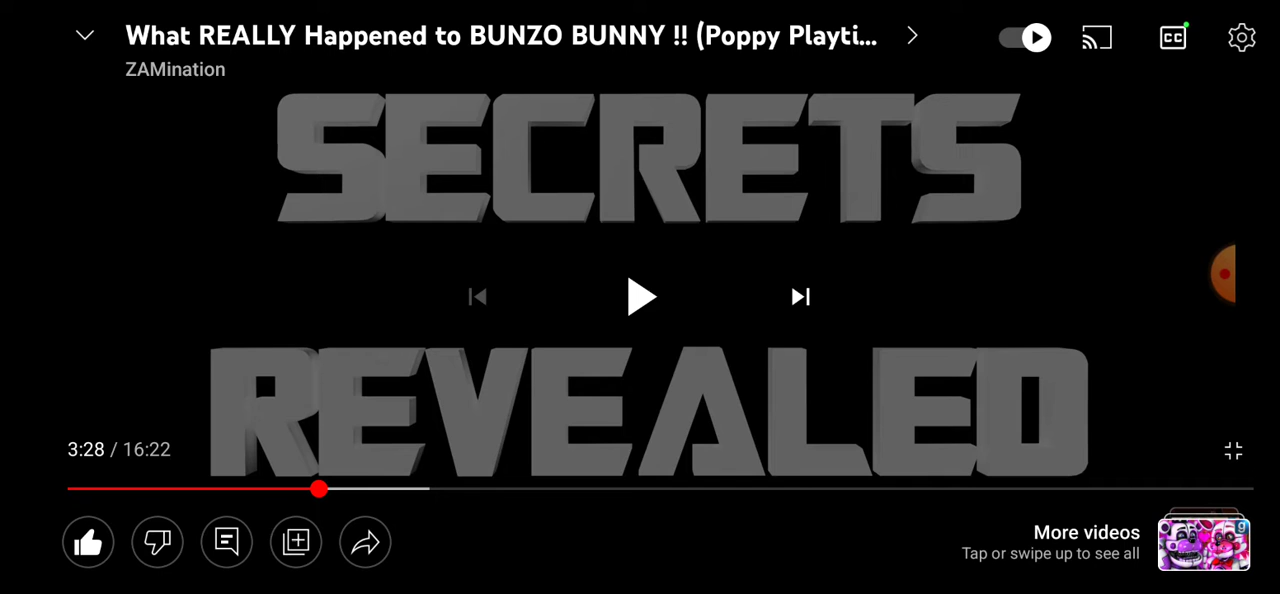 What REALLY Happened to BUNZO BUNNY !! (Poppy Playti...
ZAMination
CC
SECRETS
REVEALED
3:28 / 16:22
More videos
Tap or swipe up to see all